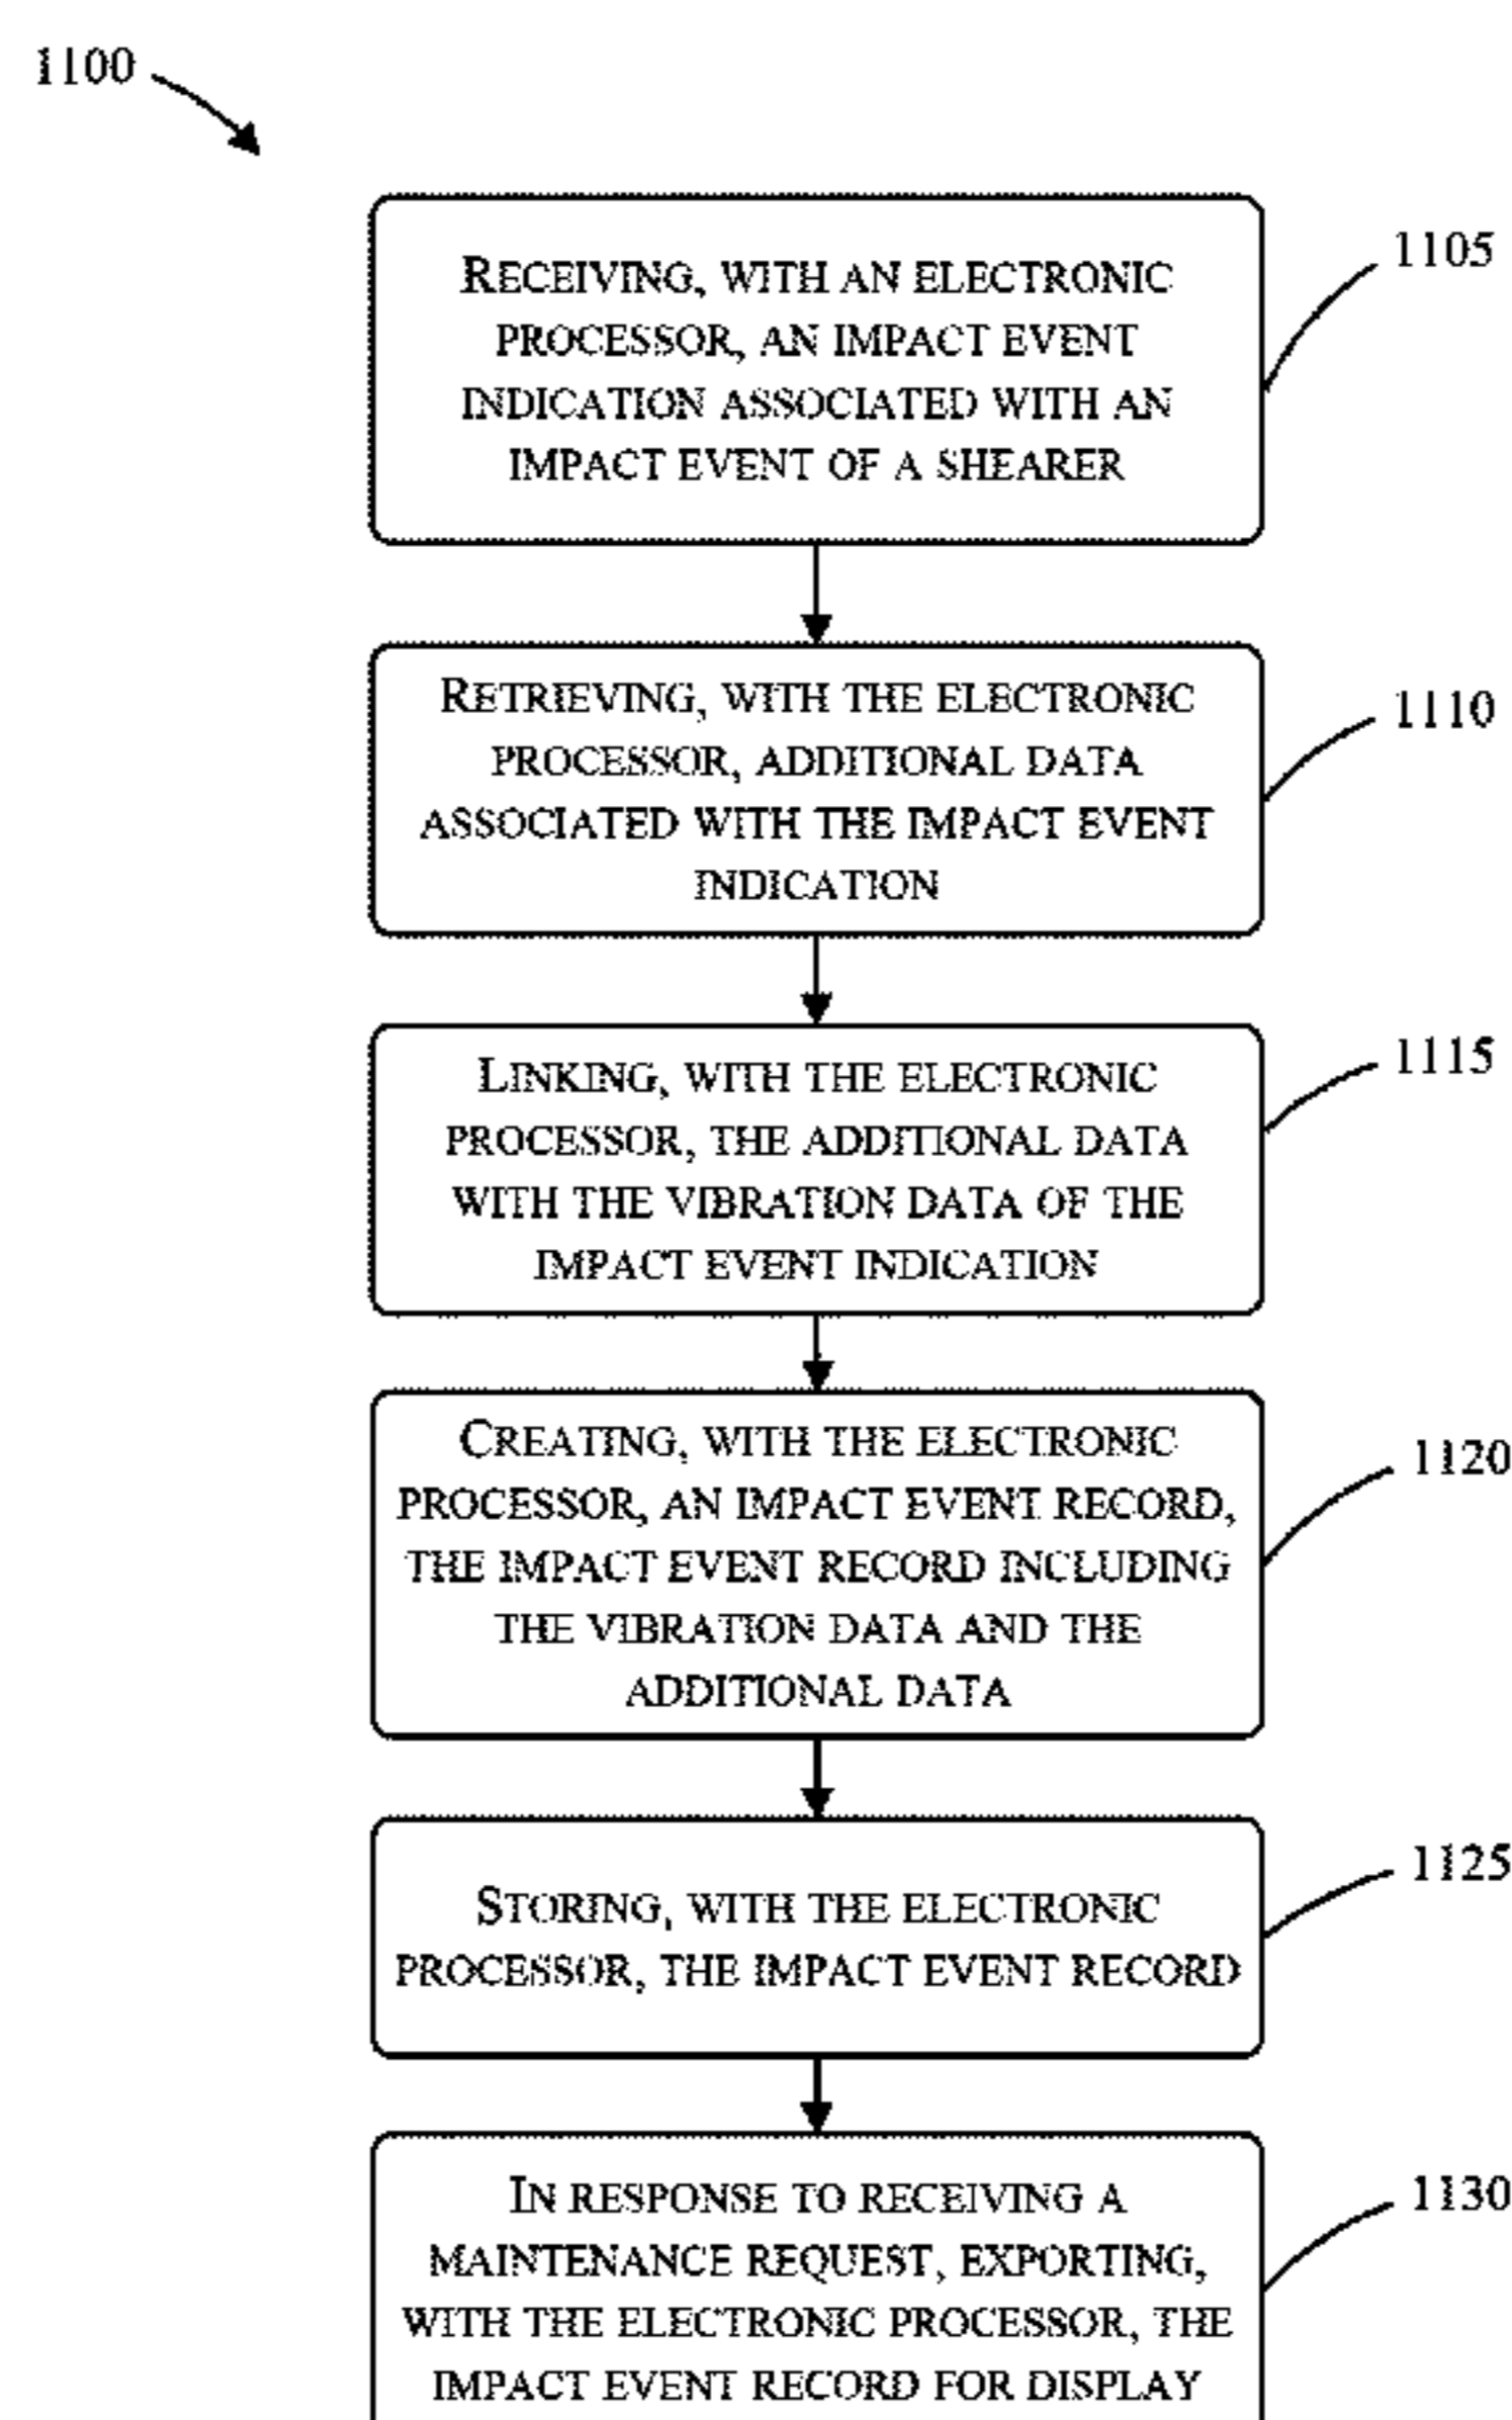 1100
RECEIVING, WITH AN ELECTRONIC
PROCESSOR, AN IMPACT EVENT
INDICATION ASSOCIATED WITH AN
IMPACT EVENT OF A SHEARER
1105
RETRIEVING, WITH THE ELECTRONIC
PROCESSOR, ADDITIONAL DATA
ASSOCIATED WITH THE IMPACT EVENT
INDICATION
1110
LINKING, WITH THE ELECTRONIC
PROCESSOR, THE ADDITIONAL DATA
WITH THE VIBRATION DATA OF THE
IMPACT EVENT INDICATION
1115
CREATING, WITH THE ELECTRONIC
PROCESSOR, AN IMPACT EVENT RECORD,
THE IMPACT EVENT RECORD INCLUDING
THE VIBRATION DATA AND THE
ADDITIONAL DATA
1120
STORING, WITH THE ELECTRONIC
PROCESSOR, THE IMPACT EVENT RECORD
1125
IN RESPONSE TO RECEIVING A
MAINTENANCE REQUEST, EXPORTING,
WITH THE ELECTRONIC PROCESSOR, THE
IMPACT EVENT RECORD FOR DISPLAY
1130